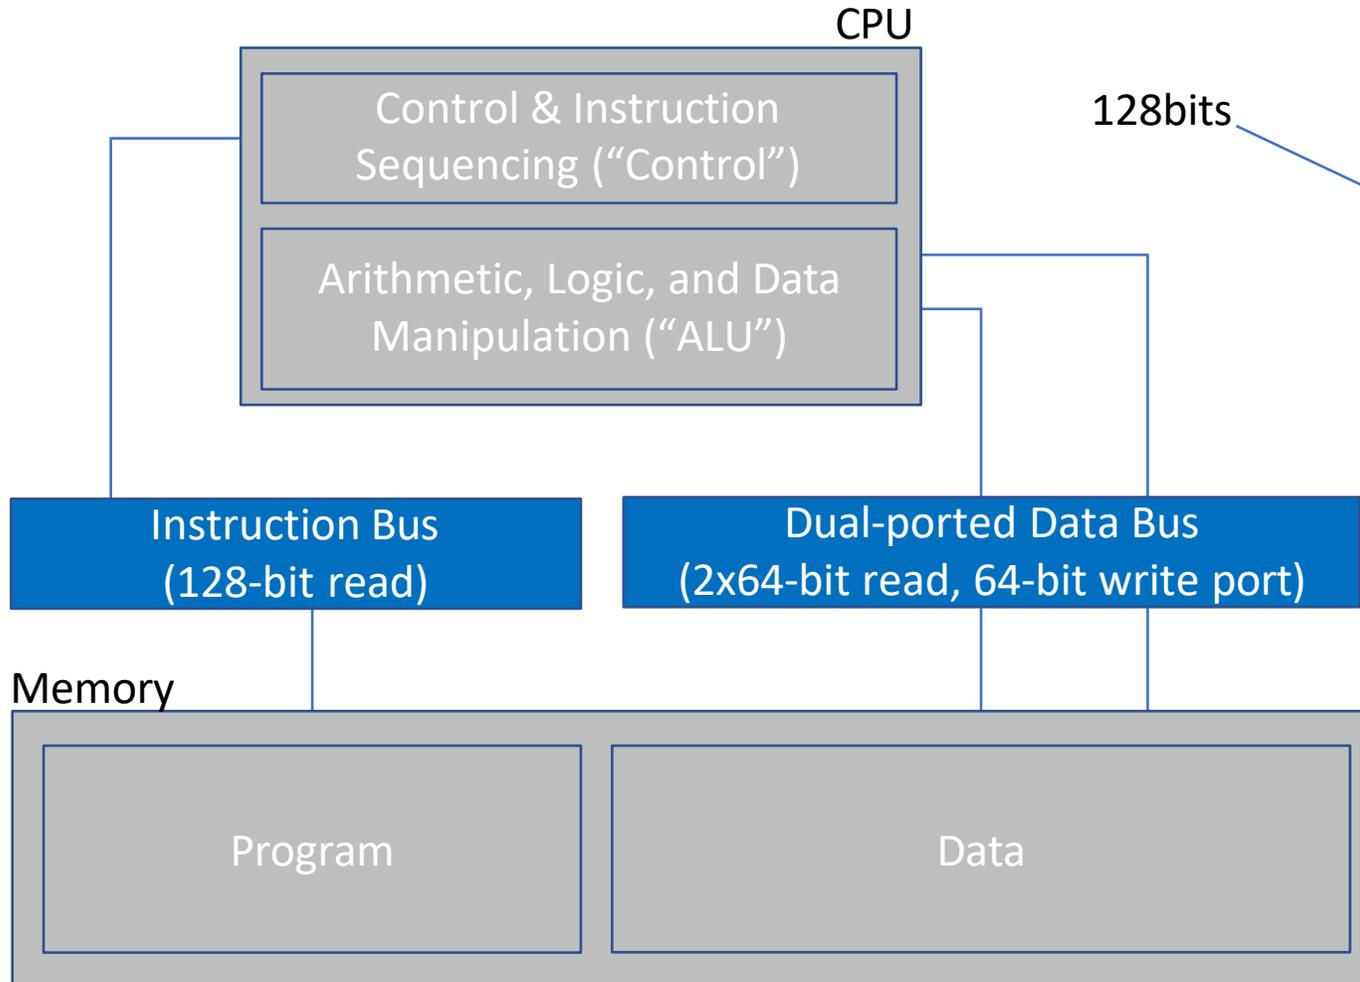 CPU
128bits
Control & Instruction
Sequencing (“Control”)
Arithmetic, Logic, and Data
Manipulation (“ALU”)
Instruction Bus
(128-bit read)
Dual-ported Data Bus
(2x64-bit read, 64-bit write port)
Memory
Program
Data